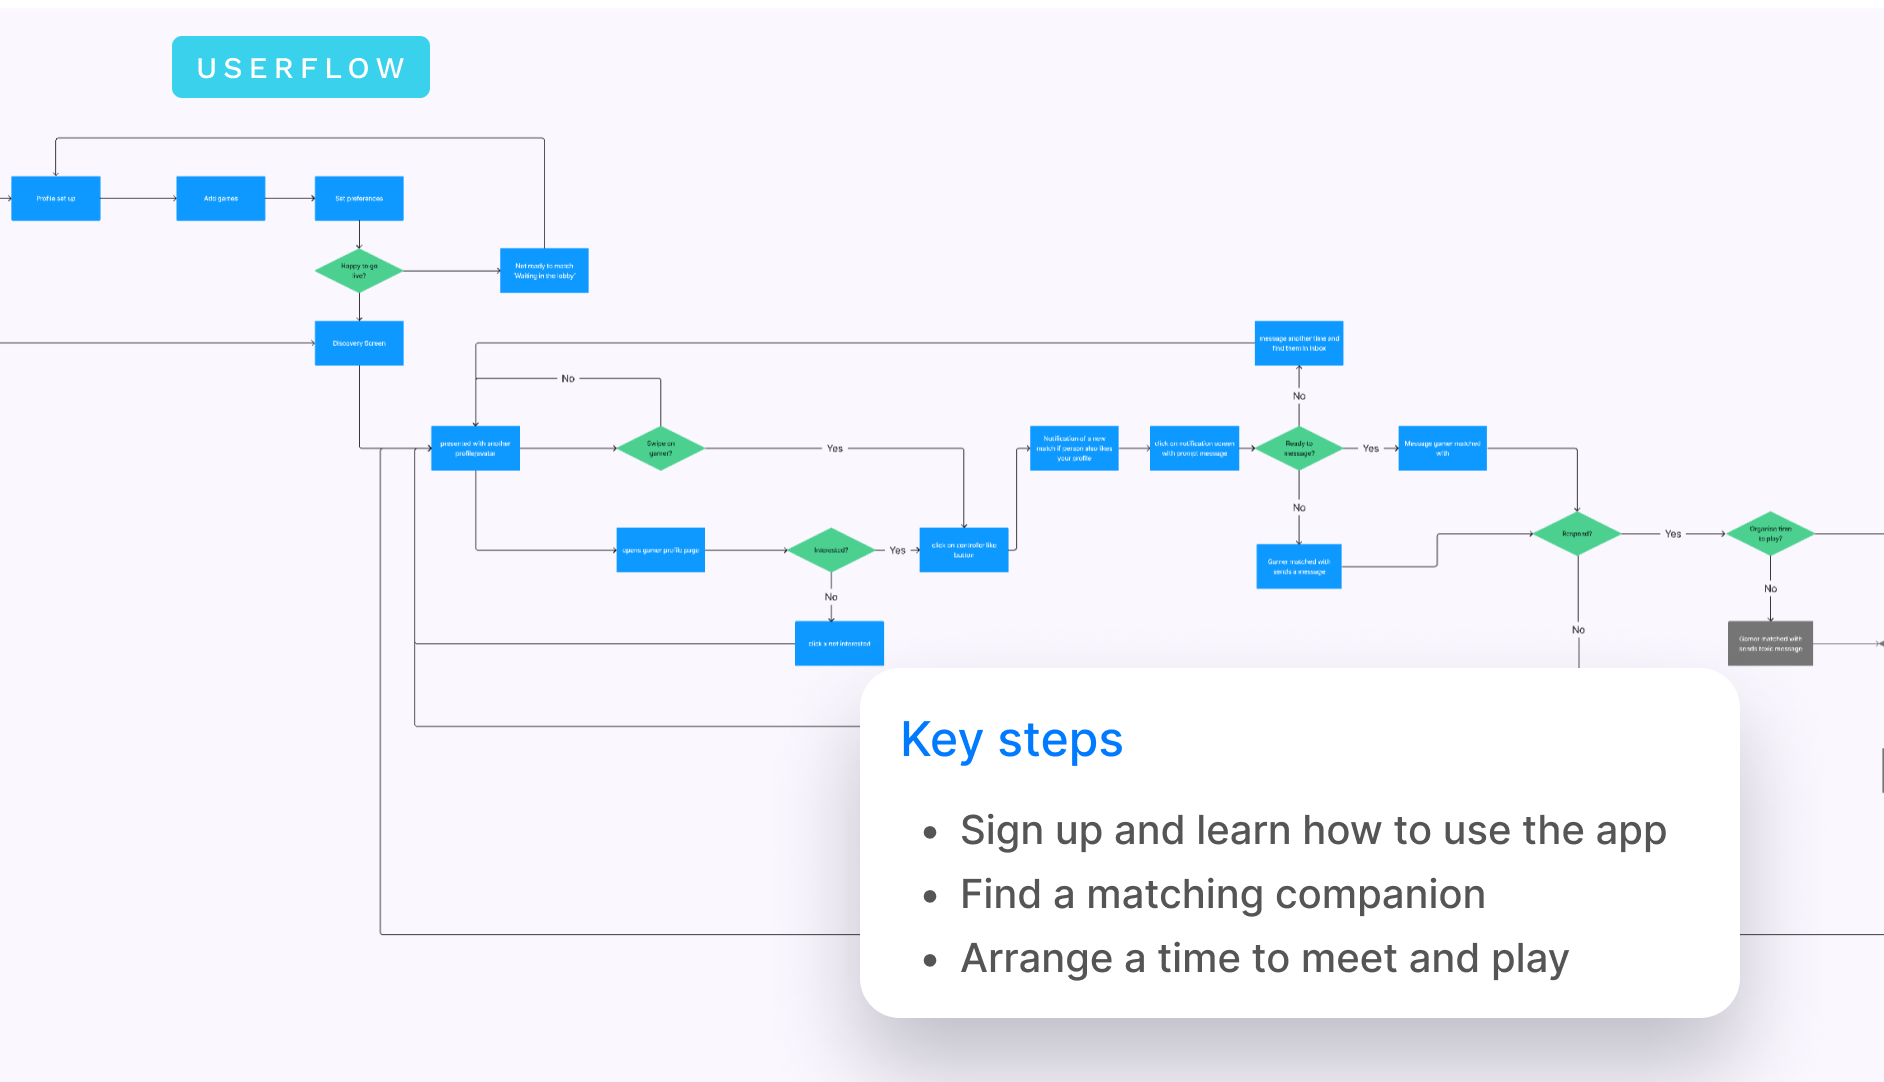 USERFLOW
Profile set up
Add games
Set preferences
Happy to go
live?
Not ready to match
'Waiting in the lobby'
Discovery Screen
message another time and
find them in inbox
No
No
presented with another
profile/avatar
Swipe on
gamer?
Yes
Notification of a new
match if person also likes
your profile
click on notification screen
with prompt message
Ready to
message?
Yes
Message gamer matched
with
No
opens gamer profile page
Interested?
Yes
click on controller like
button
Gamer matched with
sends a message
Respond?
Yes
Organise time
to play?
No
No
No
click x not interested
Gamer matched with
sends toxic message
Key steps
• Sign up and learn how to use the app
• Find a matching companion
• Arrange a time to meet and play